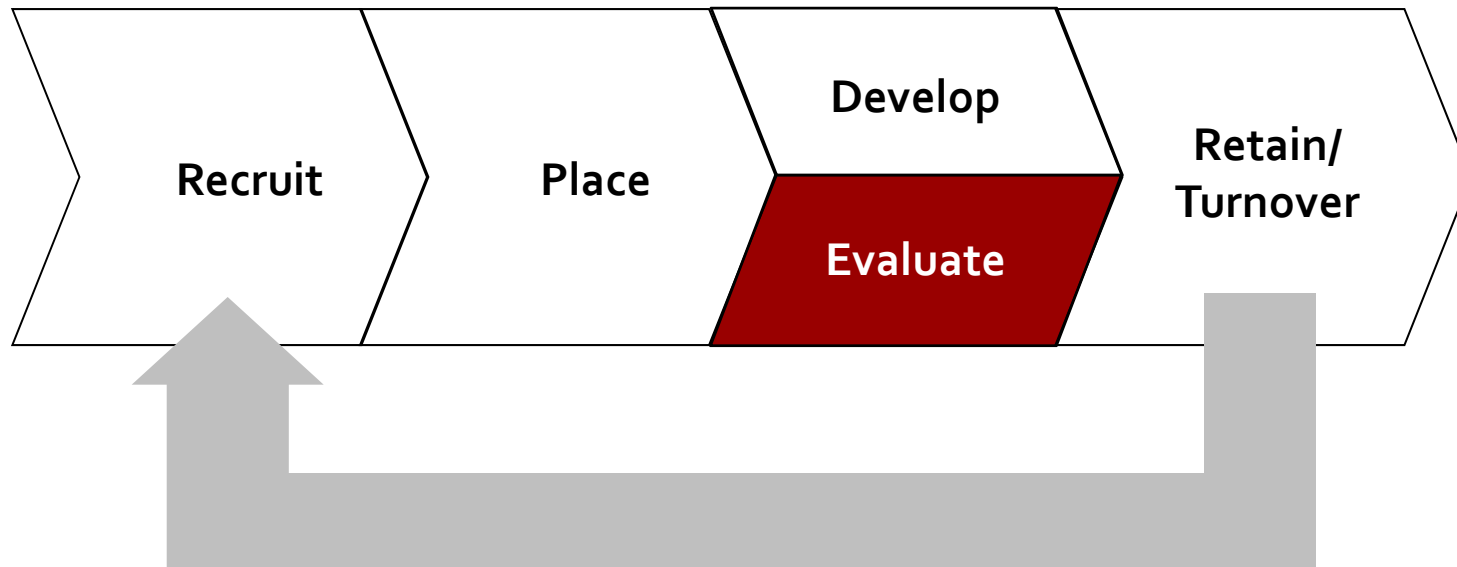 Recruit
Place
Develop
Evaluate
Retain/
Turnover